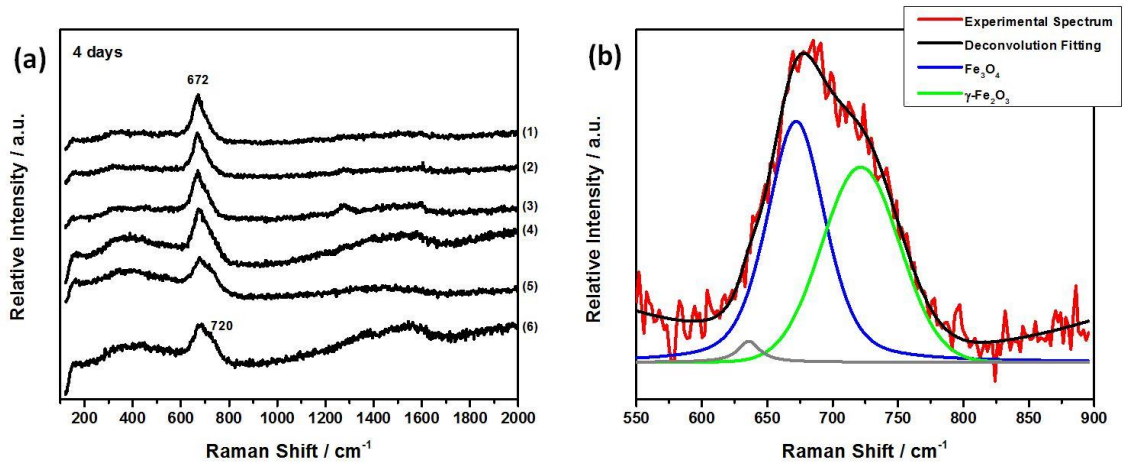 (a)
4 days
672
(1)
(2)
(3)
(4)
(5)
720
(6)
Relative Intensity / a.u.
200 400 600 800 1000 1200 1400 1600 1800 2000
Raman Shift / cm⁻¹
(b)
Experimental Spectrum
Deconvolution Fitting
Fe₃O₄
γ-Fe₂O₃
Relative Intensity / a.u.
550 600 650 700 750 800 850 900
Raman Shift / cm⁻¹